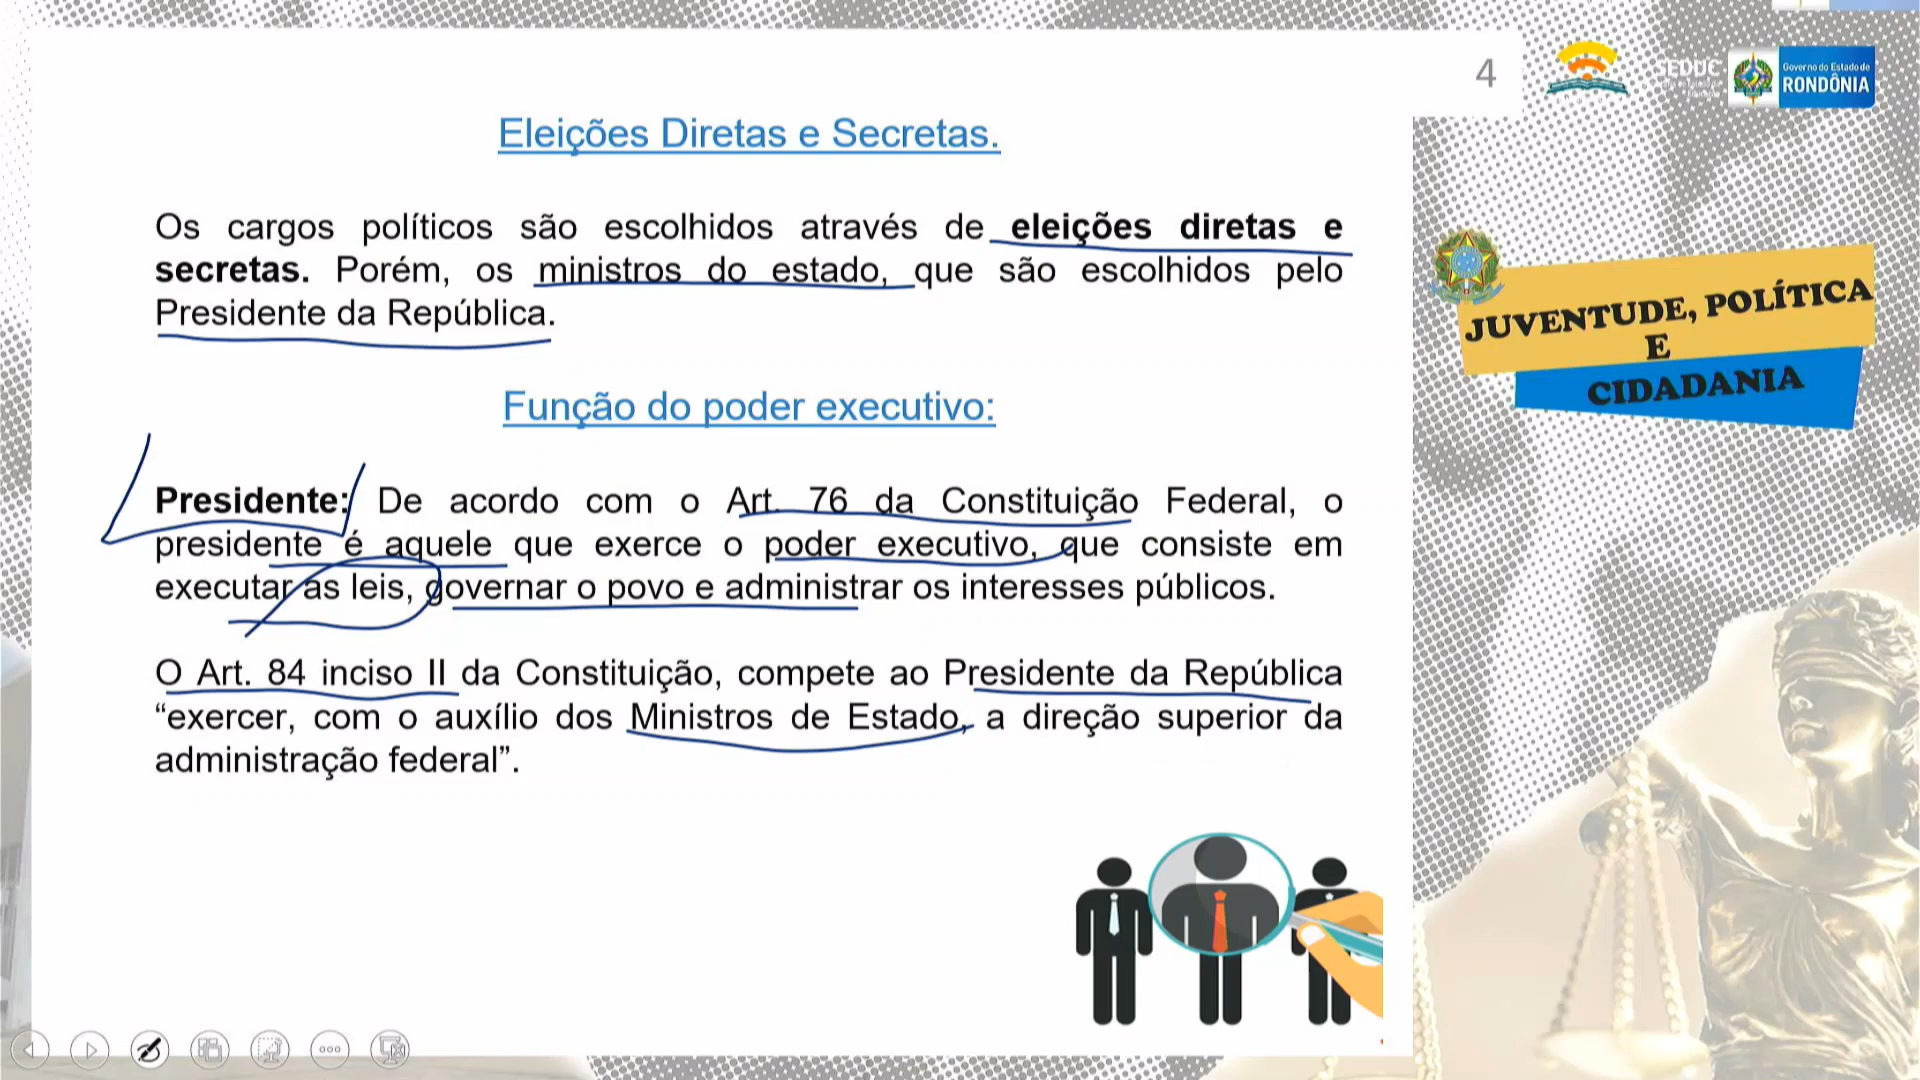 4
SEDUC
Governo do Estado de
RONDÔNIA
Eleições Diretas e Secretas.
Os cargos políticos são escolhidos através de eleições diretas e
secretas. Porém, os ministros do estado, que são escolhidos pelo
Presidente da República.
JUVENTUDE, POLÍTICA
E
CIDADANIA
Função do poder executivo:
Presidente: De acordo com o Art. 76 da Constituição Federal, o
presidente é aquele que exerce o poder executivo, que consiste em
executar as leis, governar o povo e administrar os interesses públicos.
O Art. 84 inciso II da Constituição, compete ao Presidente da República
“exercer, com o auxílio dos Ministros de Estado, a direção superior da
administração federal”.